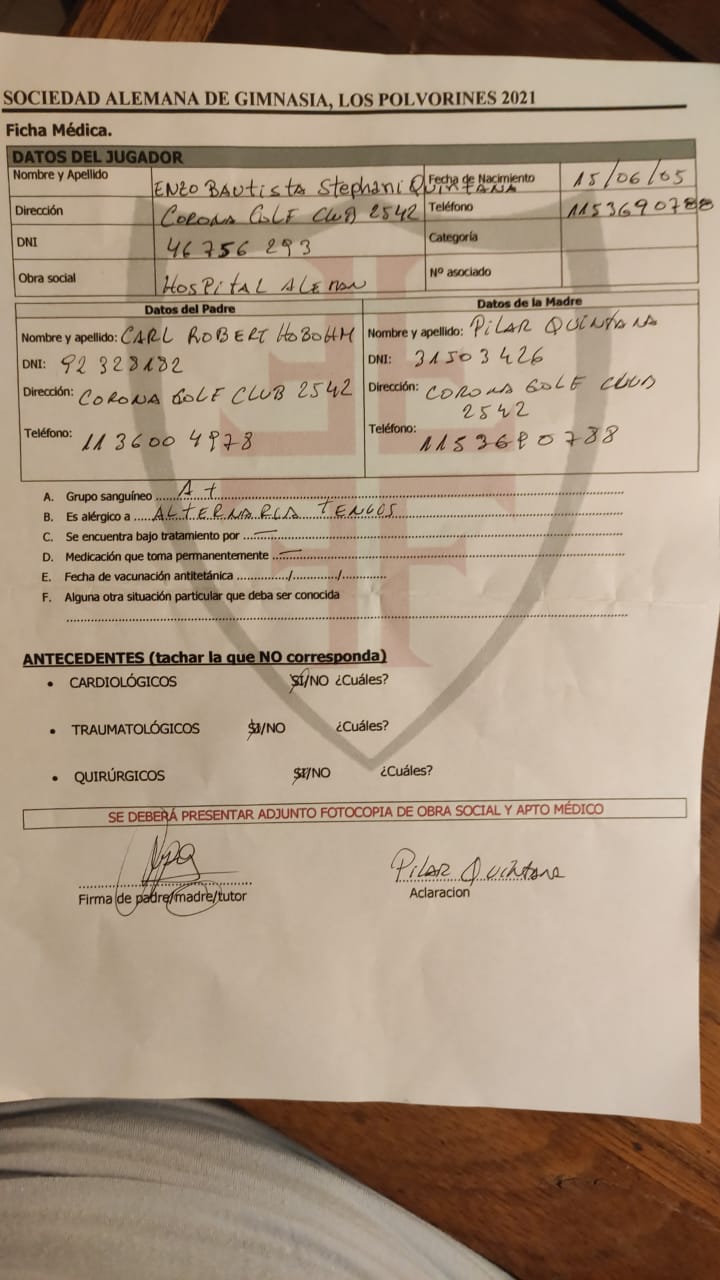 SOCIEDAD ALEMANA DE GIMNASIA, LOS POLVORINES 2021
Ficha Médica.
DATOS DEL JUGADOR
Nombre y Apellido ENZO BAutista Stephani QUINTANA Fecha de Nacimiento 15/06/05
Dirección CORONA GOLF CLUB 2542 Teléfono 1153690788
DNI 46756293 Categoría
Obra social HOSPITAL ALEMAN Nº asociado
Datos del Padre Datos de la Madre
Nombre y apellido: CARL ROBERT HOBOHM Nombre y apellido: PILAR QUINTANA
DNI: 92328182 DNI: 31503426
Dirección: CORONA GOLF CLUB 2542 Dirección: CORONA GOLF CLUB
2542
Teléfono: 11 3600 4978 Teléfono: 1153690788
A. Grupo sanguíneo A+
B. Es alérgico a ALTERNARIA TENUIS
C. Se encuentra bajo tratamiento por —
D. Medicación que toma permanentemente —
E. Fecha de vacunación antitetánica ............/............/............
F. Alguna otra situación particular que deba ser conocida
ANTECEDENTES (tachar la que NO corresponda)
• CARDIOLÓGICOS SI/NO ¿Cuáles?
• TRAUMATOLÓGICOS SI/NO ¿Cuáles?
• QUIRÚRGICOS SI/NO ¿Cuáles?
SE DEBERÁ PRESENTAR ADJUNTO FOTOCOPIA DE OBRA SOCIAL Y APTO MÉDICO
PILAR Quintana
Firma de padre/madre/tutor Aclaracion